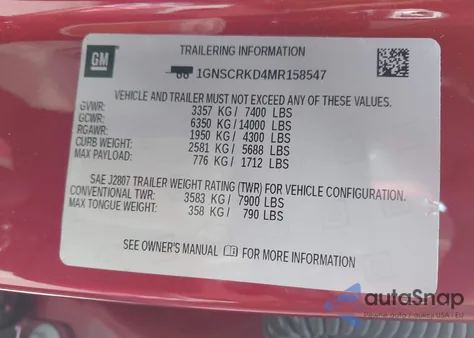 GM
TRAILERING INFORMATION
1GNSCRKD4MR158547
VEHICLE AND TRAILER MUST NOT EXCEED ANY OF THESE VALUES.
GVWR: 3357 KG / 7400 LBS
GCWR: 6350 KG / 14000 LBS
RGAWR: 1950 KG / 4300 LBS
CURB WEIGHT: 2581 KG / 5688 LBS
MAX PAYLOAD: 776 KG / 1712 LBS
SAE J2807 TRAILER WEIGHT RATING (TWR) FOR VEHICLE CONFIGURATION.
CONVENTIONAL TWR: 3583 KG / 7900 LBS
MAX TONGUE WEIGHT: 358 KG / 790 LBS
SEE OWNER'S MANUAL FOR MORE INFORMATION
autoSnap
USA - EU